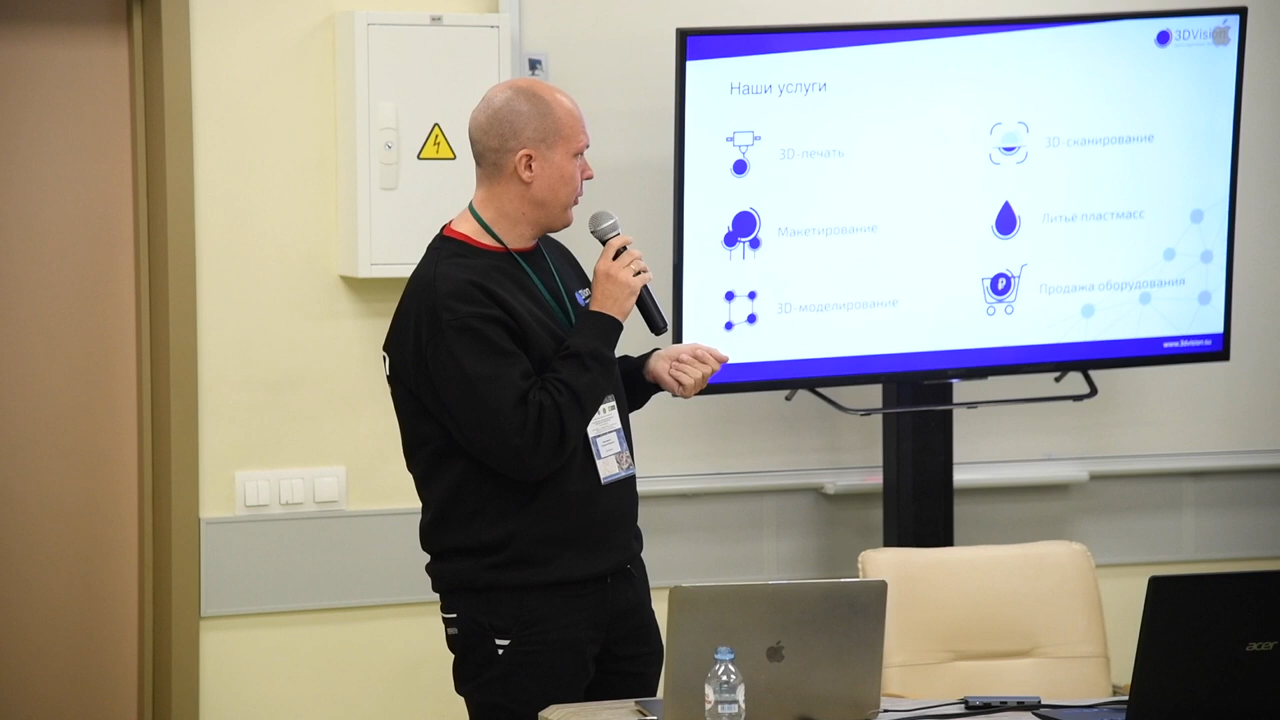 3DVision
Наши услуги
3D-печать
3D-сканирование
Макетирование
Литьё пластмасс
3D-моделирование
₽
Продажа оборудования
www.3dvision.su
acer